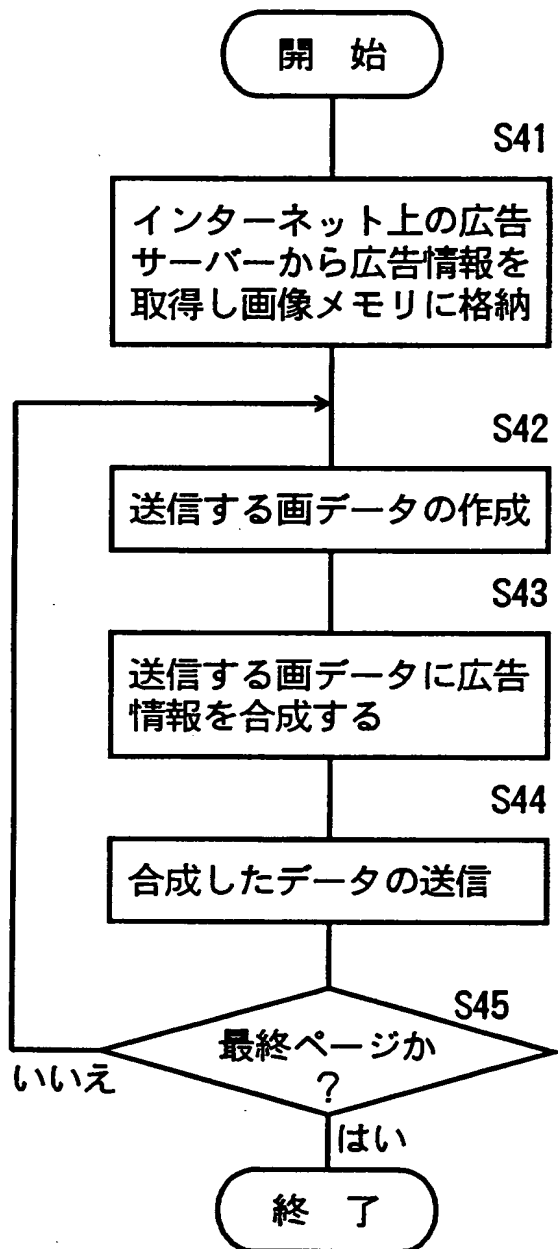 開 始
S41
インターネット上の広告
サーバーから広告情報を
取得し画像メモリに格納
S42
送信する画データの作成
S43
送信する画データに広告
情報を合成する
S44
合成したデータの送信
S45
最終ページか
?
いいえ
はい
終 了